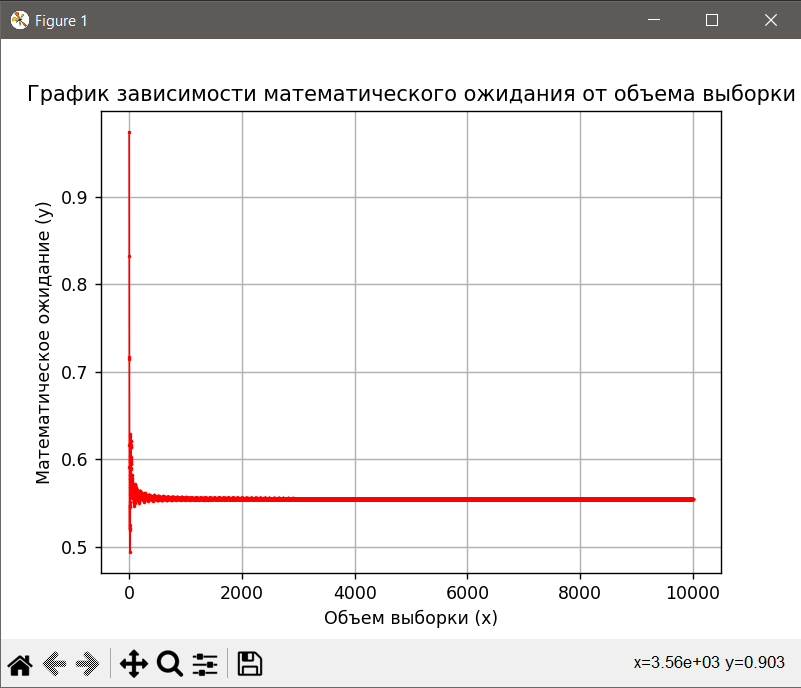 Figure 1
График зависимости математического ожидания от объема выборки
Математическое ожидание (y)
0.9
0.8
0.7
0.6
0.5
0 2000 4000 6000 8000 10000
Объем выборки (x)
x=3.56e+03 y=0.903